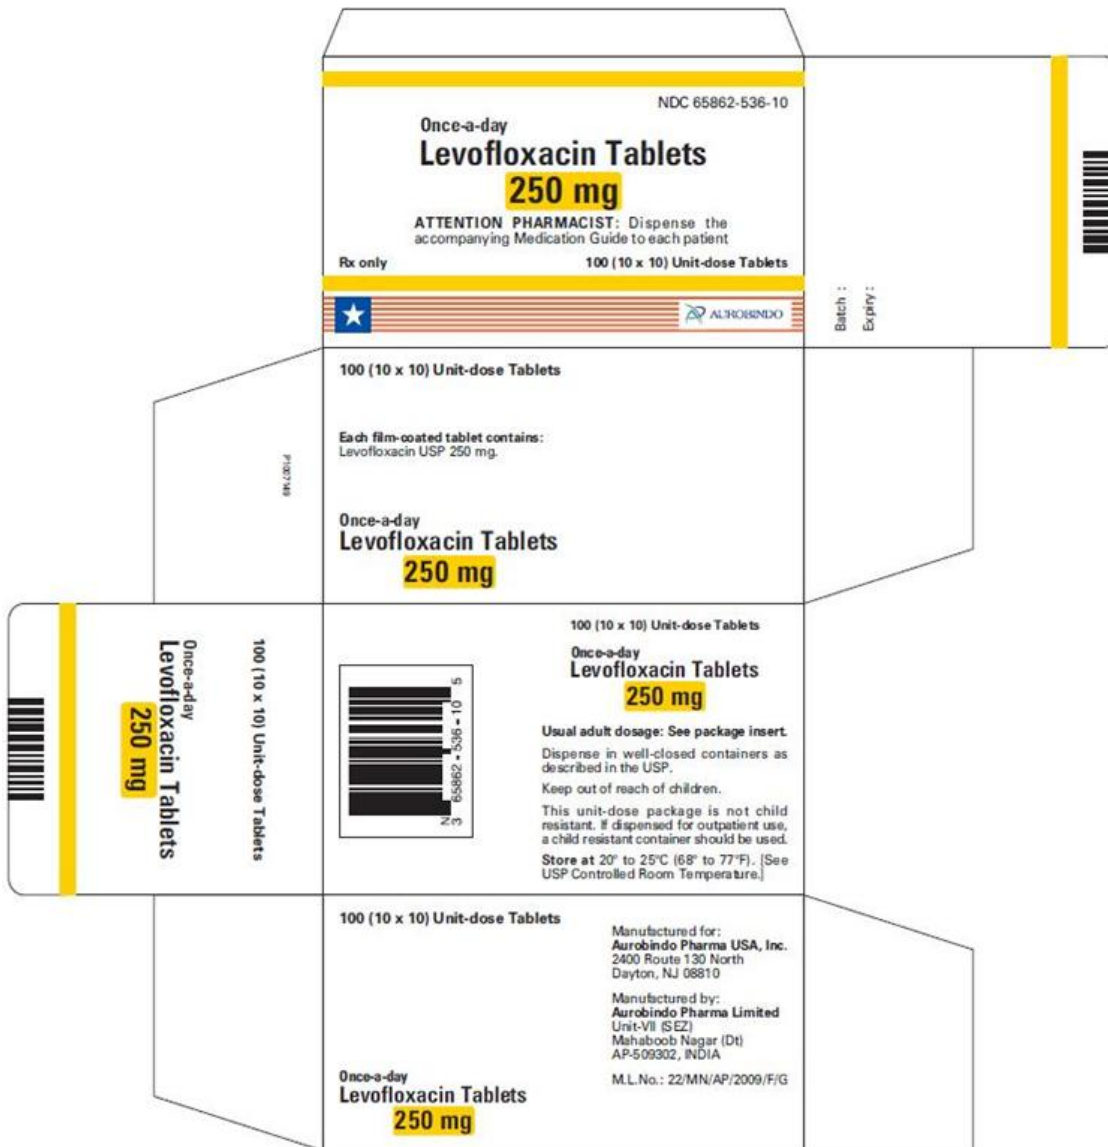 NDC 65862-536-10
Once-a-day
Levofloxacin Tablets
250 mg
ATTENTION PHARMACIST: Dispense the
accompanying Medication Guide to each patient
Rx only
100 (10 x 10) Unit-dose Tablets
AUROBINDO
Batch :
Expiry :
100 (10 x 10) Unit-dose Tablets
Each film-coated tablet contains:
Levofloxacin USP 250 mg.
Once-a-day
Levofloxacin Tablets
250 mg
P1007149
100 (10 x 10) Unit-dose Tablets
Once-a-day
Levofloxacin Tablets
250 mg
N
3 65862-536-10 5
100 (10 x 10) Unit-dose Tablets
Once-a-day
Levofloxacin Tablets
250 mg
Usual adult dosage: See package insert.
Dispense in well-closed containers as
described in the USP.
Keep out of reach of children.
This unit-dose package is not child
resistant. If dispensed for outpatient use,
a child resistant container should be used.
Store at 20° to 25°C (68° to 77°F). [See
USP Controlled Room Temperature.]
100 (10 x 10) Unit-dose Tablets
Once-a-day
Levofloxacin Tablets
250 mg
Manufactured for:
Aurobindo Pharma USA, Inc.
2400 Route 130 North
Dayton, NJ 08810
Manufactured by:
Aurobindo Pharma Limited
Unit-VII (SEZ)
Mahaboob Nagar (Dt)
AP-509302, INDIA
M.L.No.: 22/MN/AP/2009/F/G